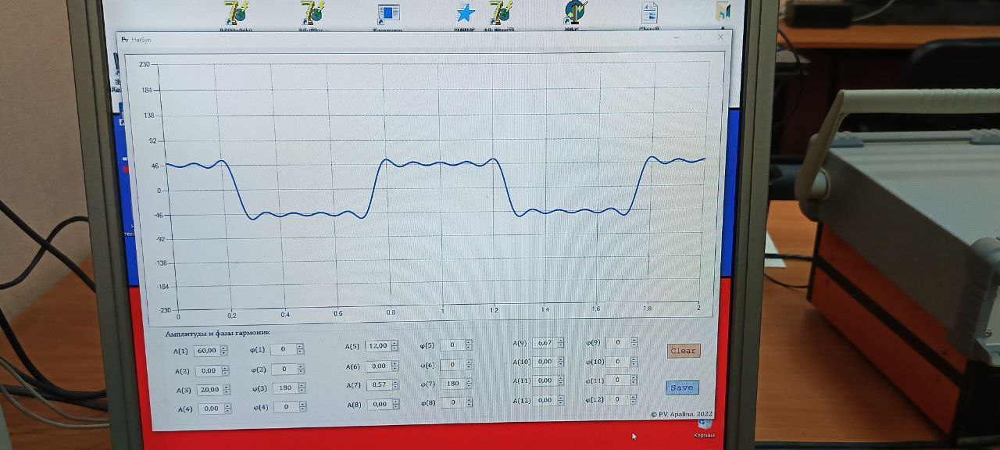 HarSyn
230
184
138
92
46
0
-46
-92
-138
-184
-230
0 0,2 0,4 0,6 0,8 1 1,2 1,4 1,6 1,8 2
Амплитуды и фазы гармоник
A(1) 60,00 φ(1) 0 A(5) 12,00 φ(5) 0 A(9) 6,67 φ(9) 0 Clear
A(2) 0,00 φ(2) 0 A(6) 0,00 φ(6) 0 A(10) 0,00 φ(10) 0
A(3) 20,00 φ(3) 180 A(7) 8,57 φ(7) 180 A(11) 0,00 φ(11) 0 Save
A(4) 0,00 φ(4) 0 A(8) 0,00 φ(8) 0 A(12) 0,00 φ(12) 0
© P.V. Apalina, 2022
Корзина